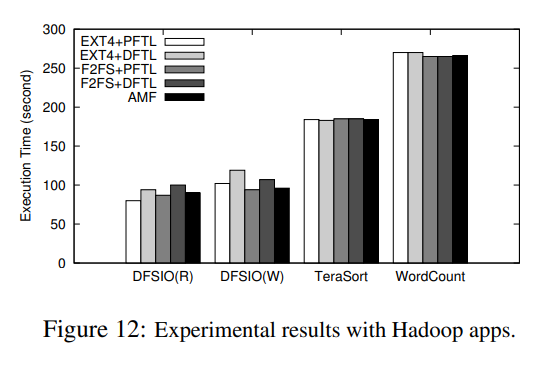 300
250
200
150
100
50
0
Execution Time (second)
EXT4+PFTL
EXT4+DFTL
F2FS+PFTL
F2FS+DFTL
AMF
DFSIO(R) DFSIO(W) TeraSort WordCount
Figure 12: Experimental results with Hadoop apps.